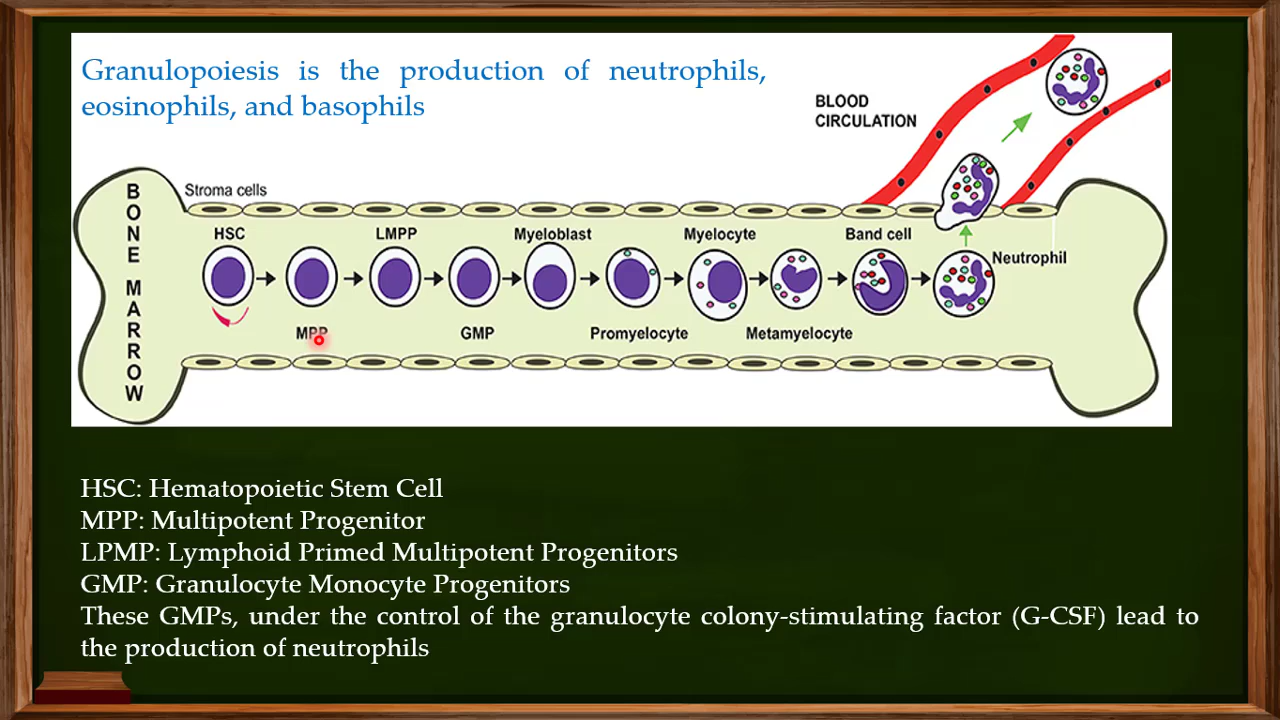 Granulopoiesis is the production of neutrophils,
eosinophils, and basophils
BLOOD
CIRCULATION
BONE MARROW
Stroma cells
HSC
LMPP
Myeloblast
Myelocyte
Band cell
Neutrophil
MPP
GMP
Promyelocyte
Metamyelocyte
HSC: Hematopoietic Stem Cell
MPP: Multipotent Progenitor
LPMP: Lymphoid Primed Multipotent Progenitors
GMP: Granulocyte Monocyte Progenitors
These GMPs, under the control of the granulocyte colony-stimulating factor (G-CSF) lead to
the production of neutrophils